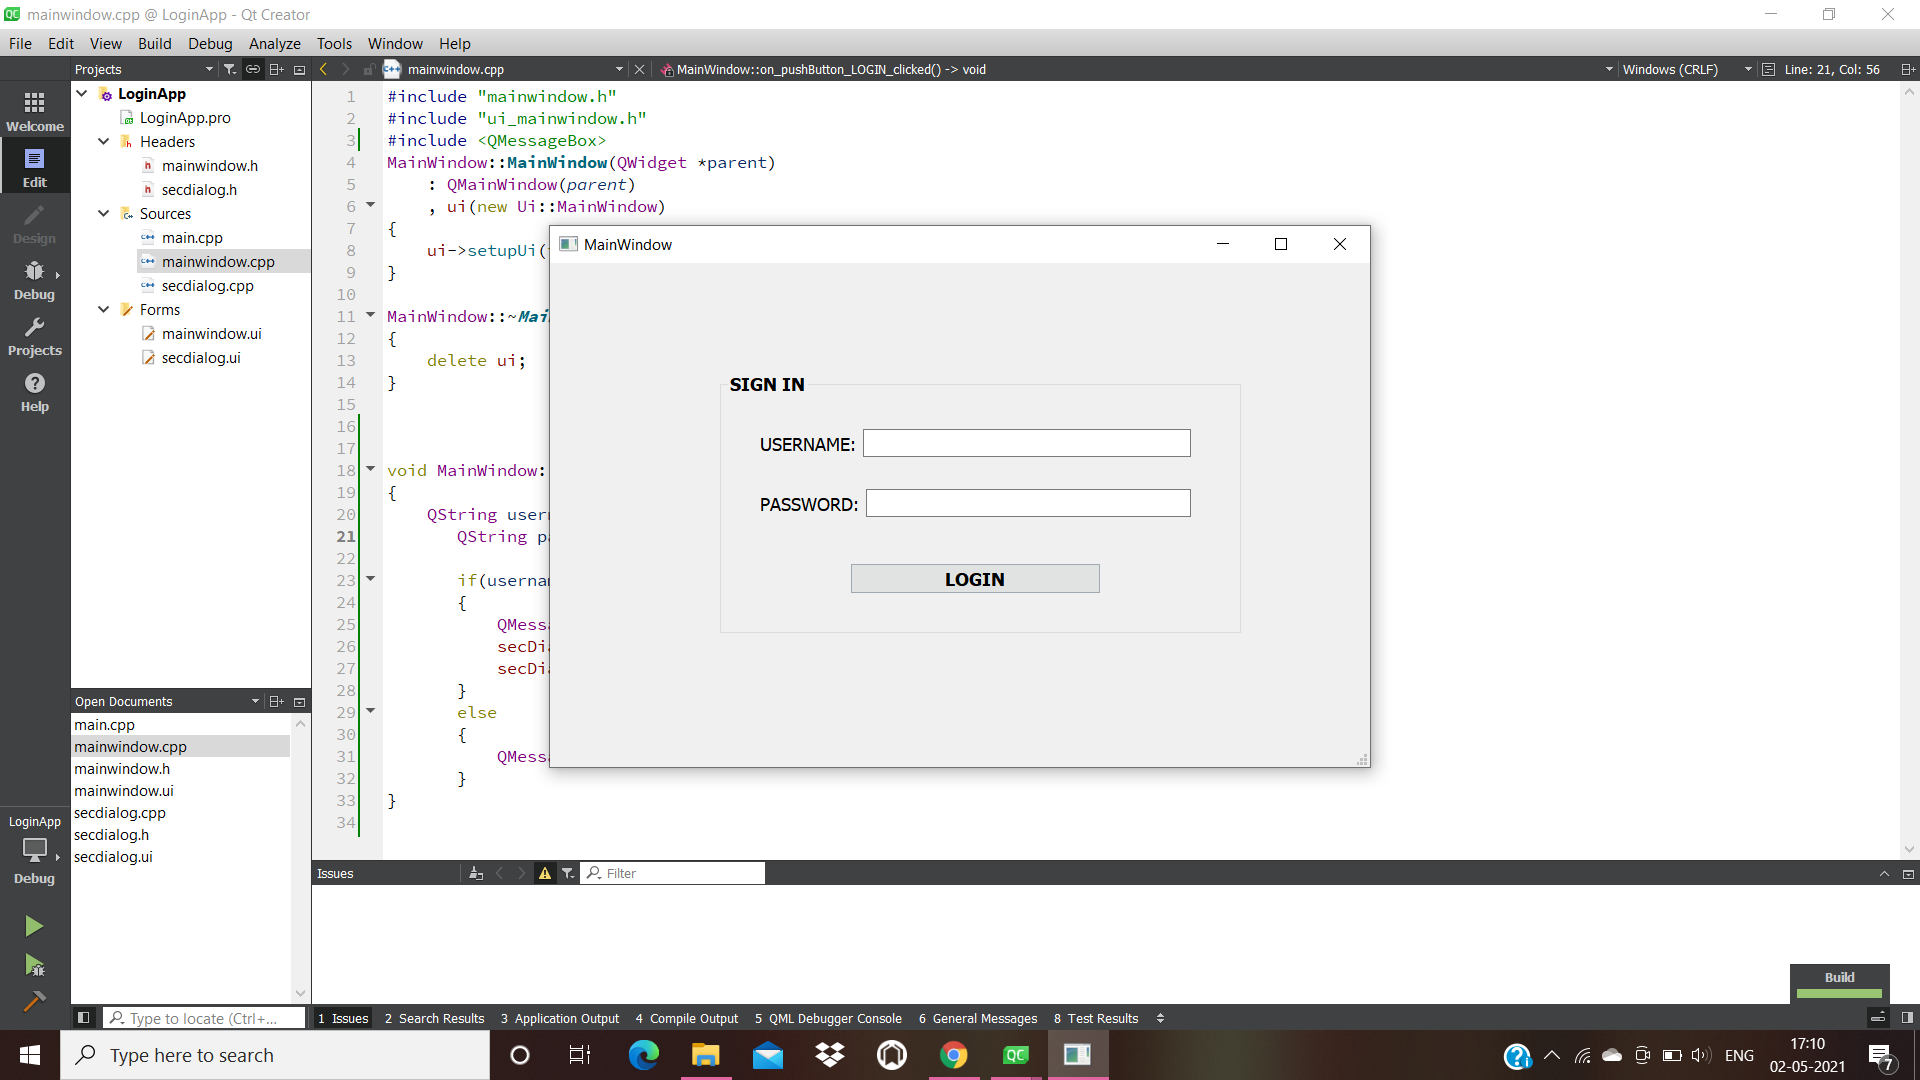 mainwindow.cpp @ LoginApp - Qt Creator
File Edit View Build Debug Analyze Tools Window Help
Projects
mainwindow.cpp
MainWindow::on_pushButton_LOGIN_clicked() -> void
Windows (CRLF)
Line: 21, Col: 56
Welcome
Edit
Design
Debug
Projects
Help
LoginApp
LoginApp.pro
Headers
mainwindow.h
secdialog.h
Sources
main.cpp
mainwindow.cpp
secdialog.cpp
Forms
mainwindow.ui
secdialog.ui
1 #include "mainwindow.h"
2 #include "ui_mainwindow.h"
3 #include <QMessageBox>
4 MainWindow::MainWindow(QWidget *parent)
5 : QMainWindow(parent)
6 , ui(new Ui::MainWindow)
7 {
8 ui->setupUi(
9 }
10
11 MainWindow::~Mai
12 {
13 delete ui;
14 }
15
16
17
18 void MainWindow:
19 {
20 QString user
21 QString pa
22
23 if(userna
24 {
25 QMess
26 secDi
27 secDi
28 }
29 else
30 {
31 QMess
32 }
33 }
34
MainWindow
SIGN IN
USERNAME:
PASSWORD:
LOGIN
Open Documents
main.cpp
mainwindow.cpp
mainwindow.h
mainwindow.ui
secdialog.cpp
secdialog.h
secdialog.ui
LoginApp
Debug
Issues
Filter
Build
Type to locate (Ctrl+...
1 Issues 2 Search Results 3 Application Output 4 Compile Output 5 QML Debugger Console 6 General Messages 8 Test Results
Type here to search
QC
ENG
17:10
02-05-2021
7